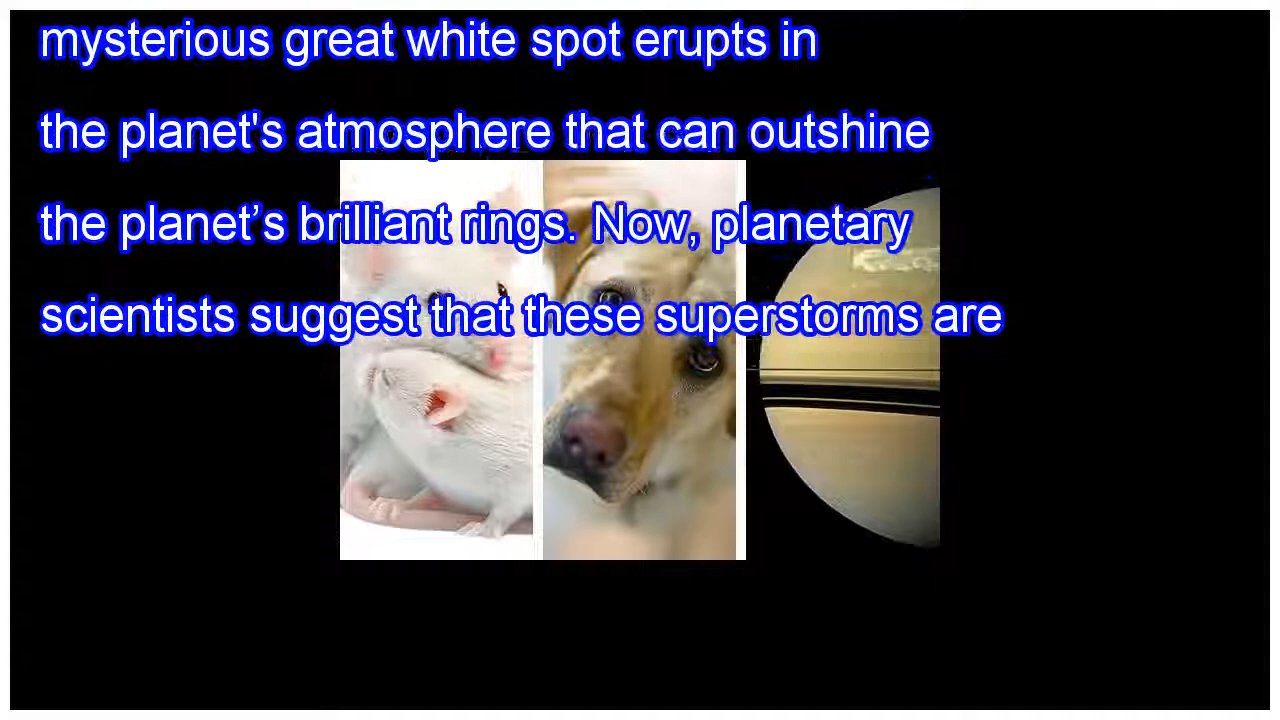 mysterious great white spot erupts in
the planet's atmosphere that can outshine
the planet’s brilliant rings. Now, planetary
scientists suggest that these superstorms are